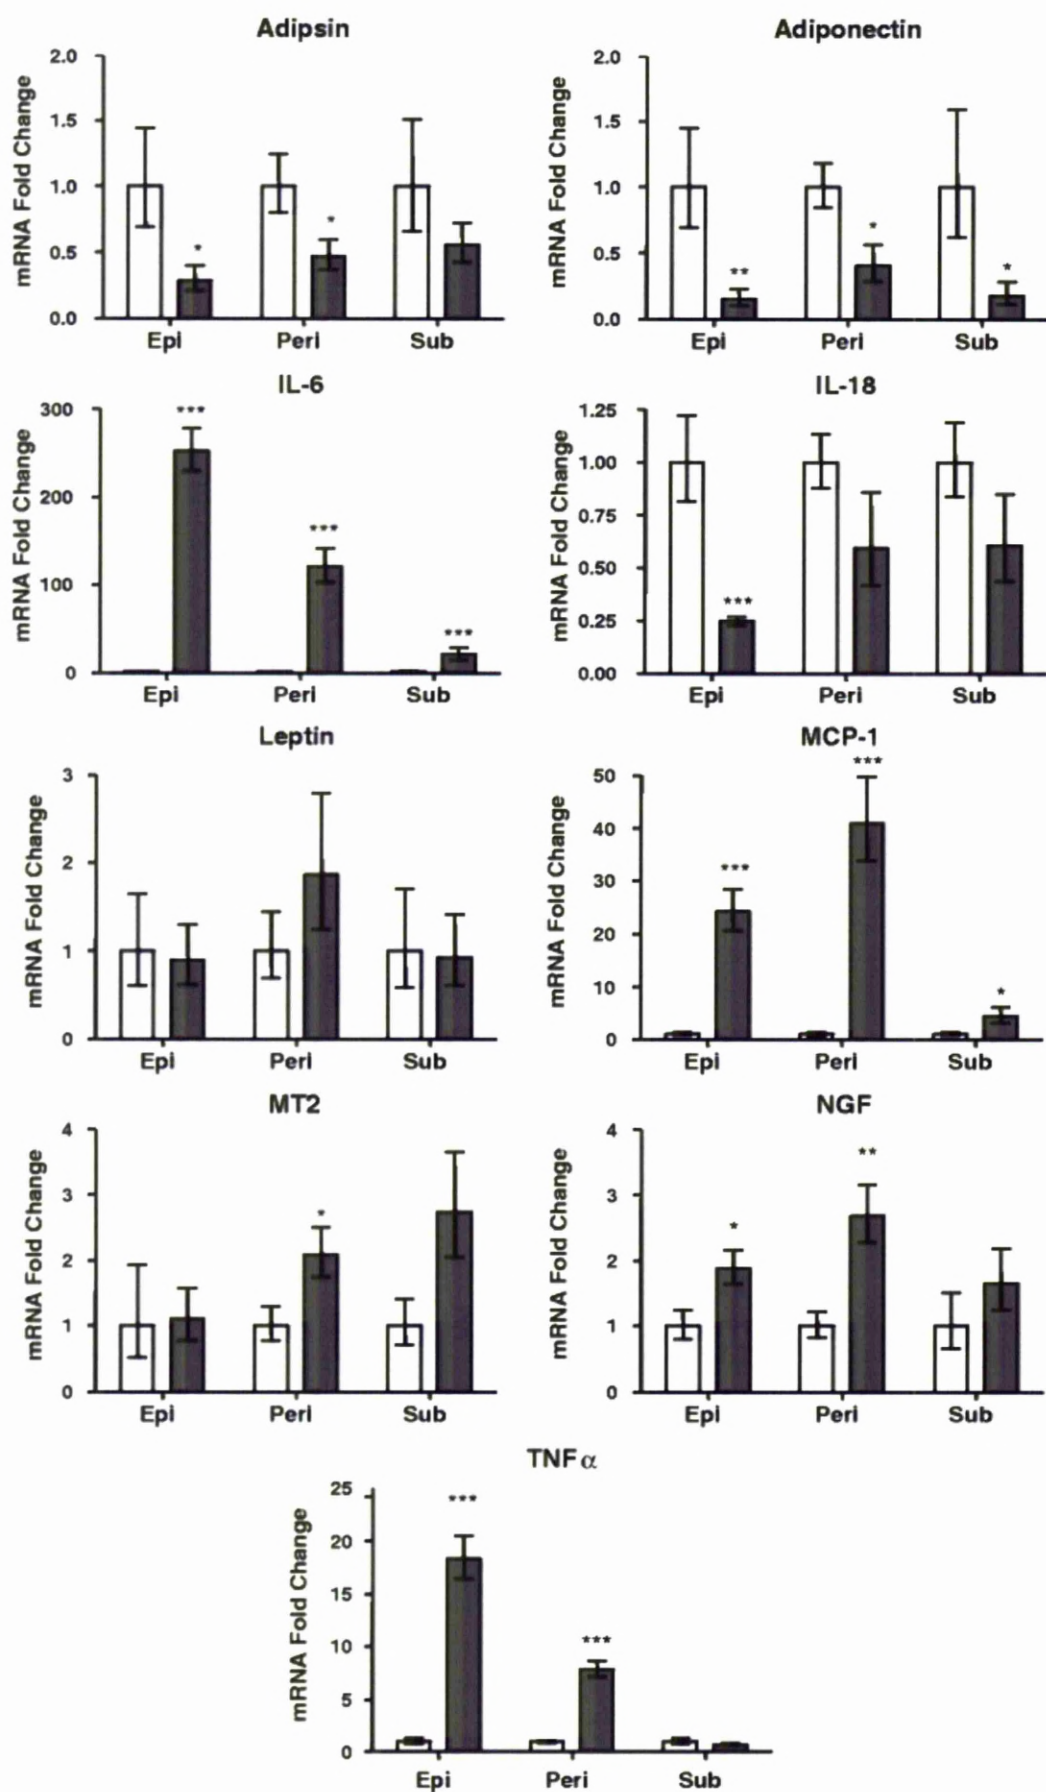 Adipsin
mRNA Fold Change
2.0
1.5
1.0
0.5
0.0
*
*
Epi
Peri
Sub
Adiponectin
mRNA Fold Change
2.0
1.5
1.0
0.5
0.0
**
*
*
Epi
Peri
Sub
IL-6
mRNA Fold Change
300
200
100
0
***
***
***
Epi
Peri
Sub
IL-18
mRNA Fold Change
1.25
1.00
0.75
0.50
0.25
0.00
***
Epi
Peri
Sub
Leptin
mRNA Fold Change
3
2
1
0
Epi
Peri
Sub
MCP-1
mRNA Fold Change
50
40
30
20
10
0
***
***
*
Epi
Peri
Sub
MT2
mRNA Fold Change
4
3
2
1
0
*
Epi
Peri
Sub
NGF
mRNA Fold Change
4
3
2
1
0
*
**
Epi
Peri
Sub
TNFα
mRNA Fold Change
25
20
15
10
5
0
***
***
Epi
Peri
Sub